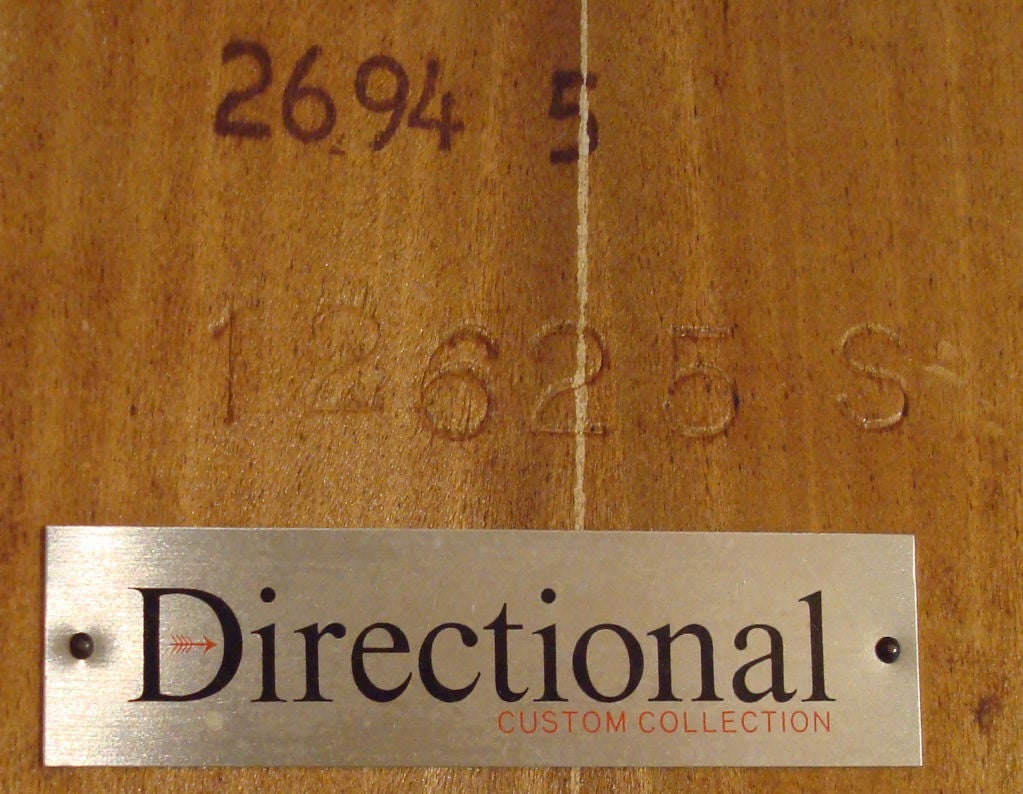 2694 5
12625 S
Directional
CUSTOM COLLECTION